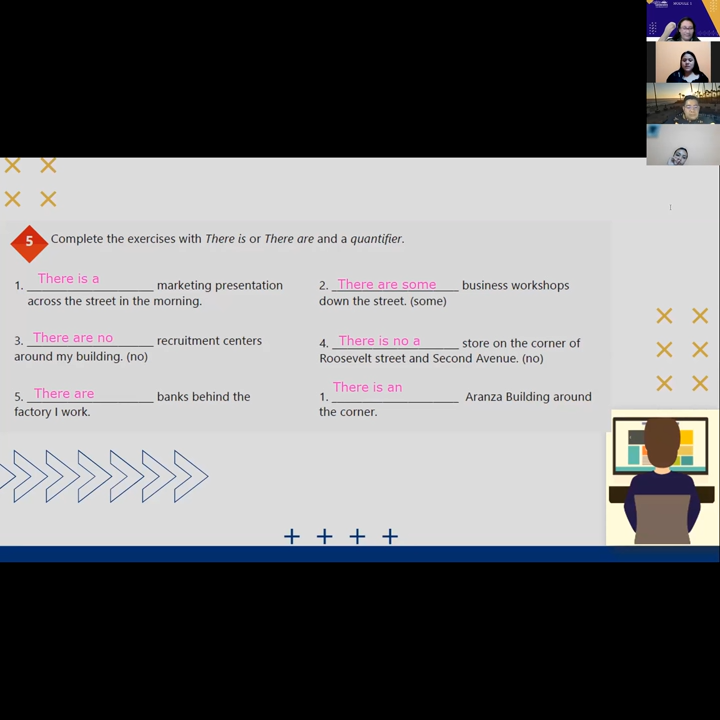 MODULE 1
5 Complete the exercises with There is or There are and a quantifier.
1. There is a marketing presentation
across the street in the morning.
2. There are some business workshops
down the street. (some)
3. There are no recruitment centers
around my building. (no)
4. There is no a store on the corner of
Roosevelt street and Second Avenue. (no)
5. There are banks behind the
factory I work.
1. There is an Aranza Building around
the corner.